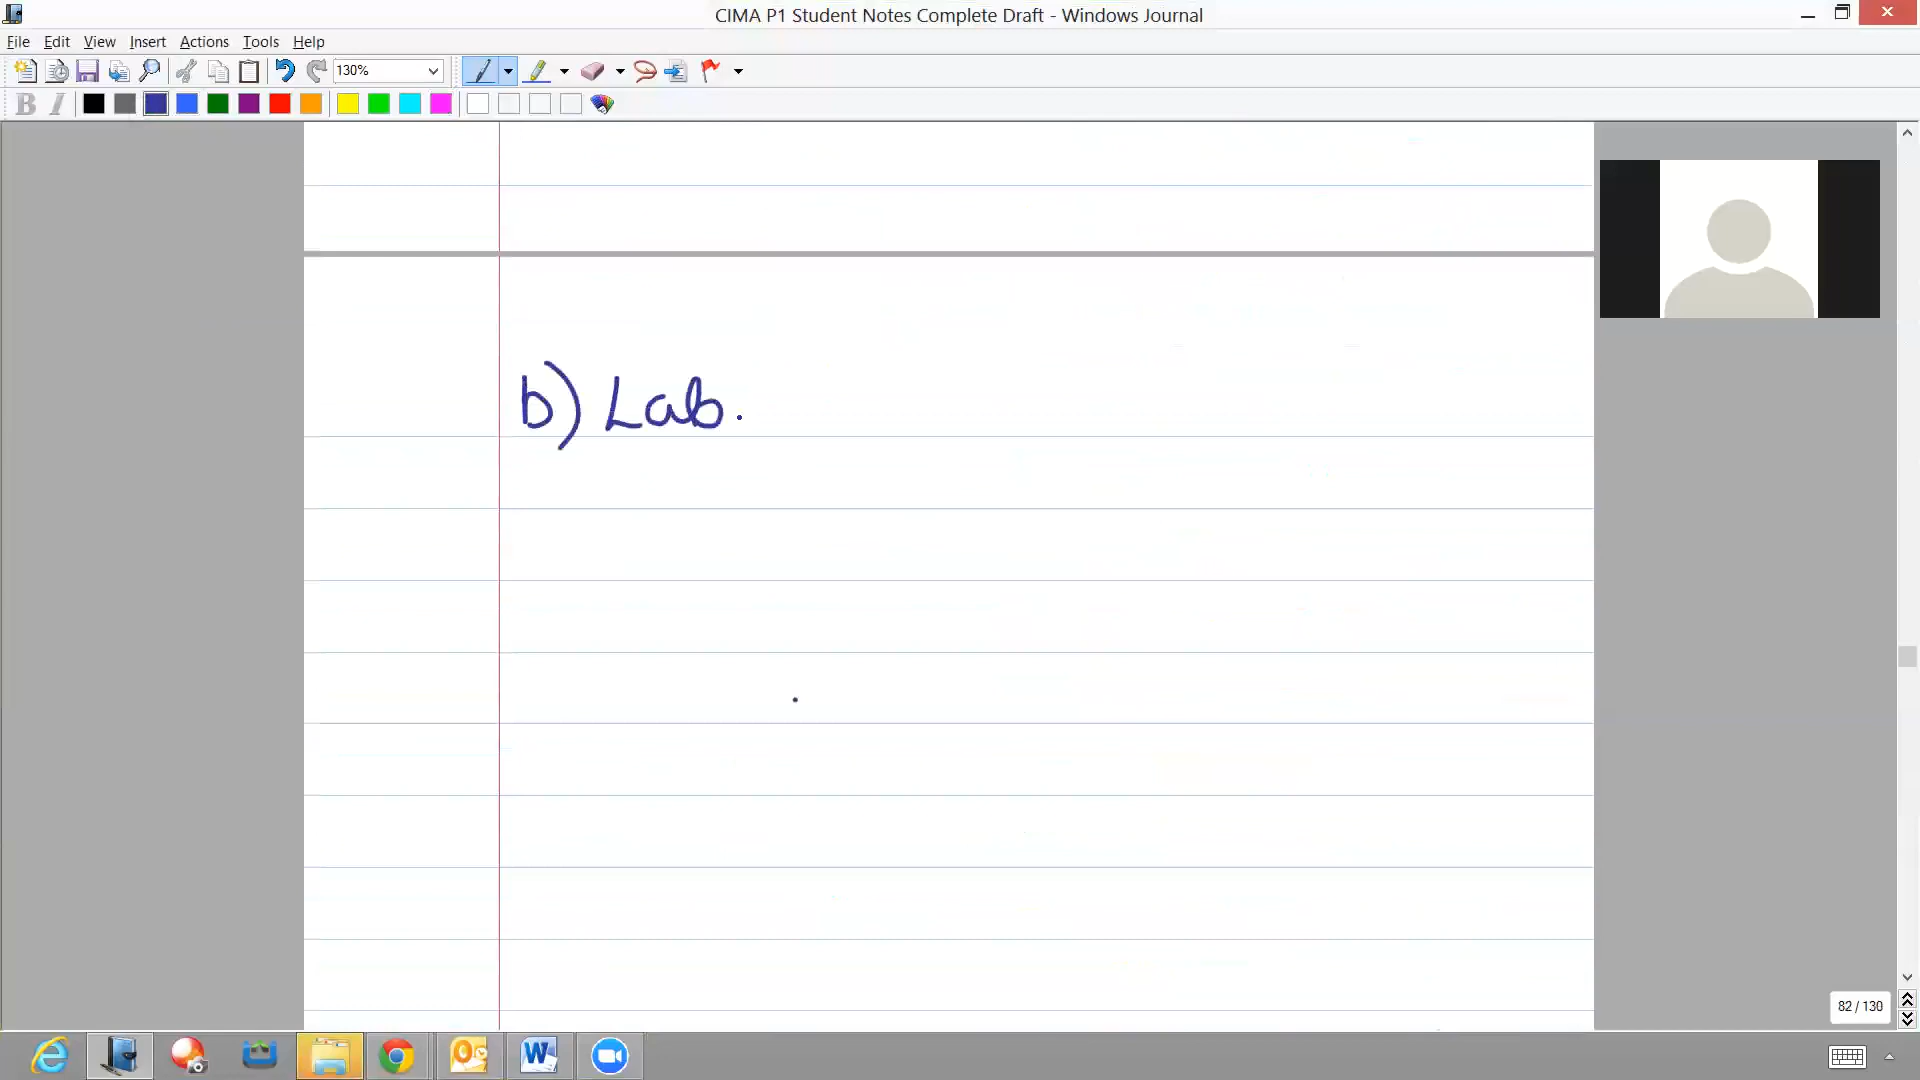 CIMA P1 Student Notes Complete Draft - Windows Journal
File Edit View Insert Actions Tools Help
130%
B I
b) Lab.
82 / 130